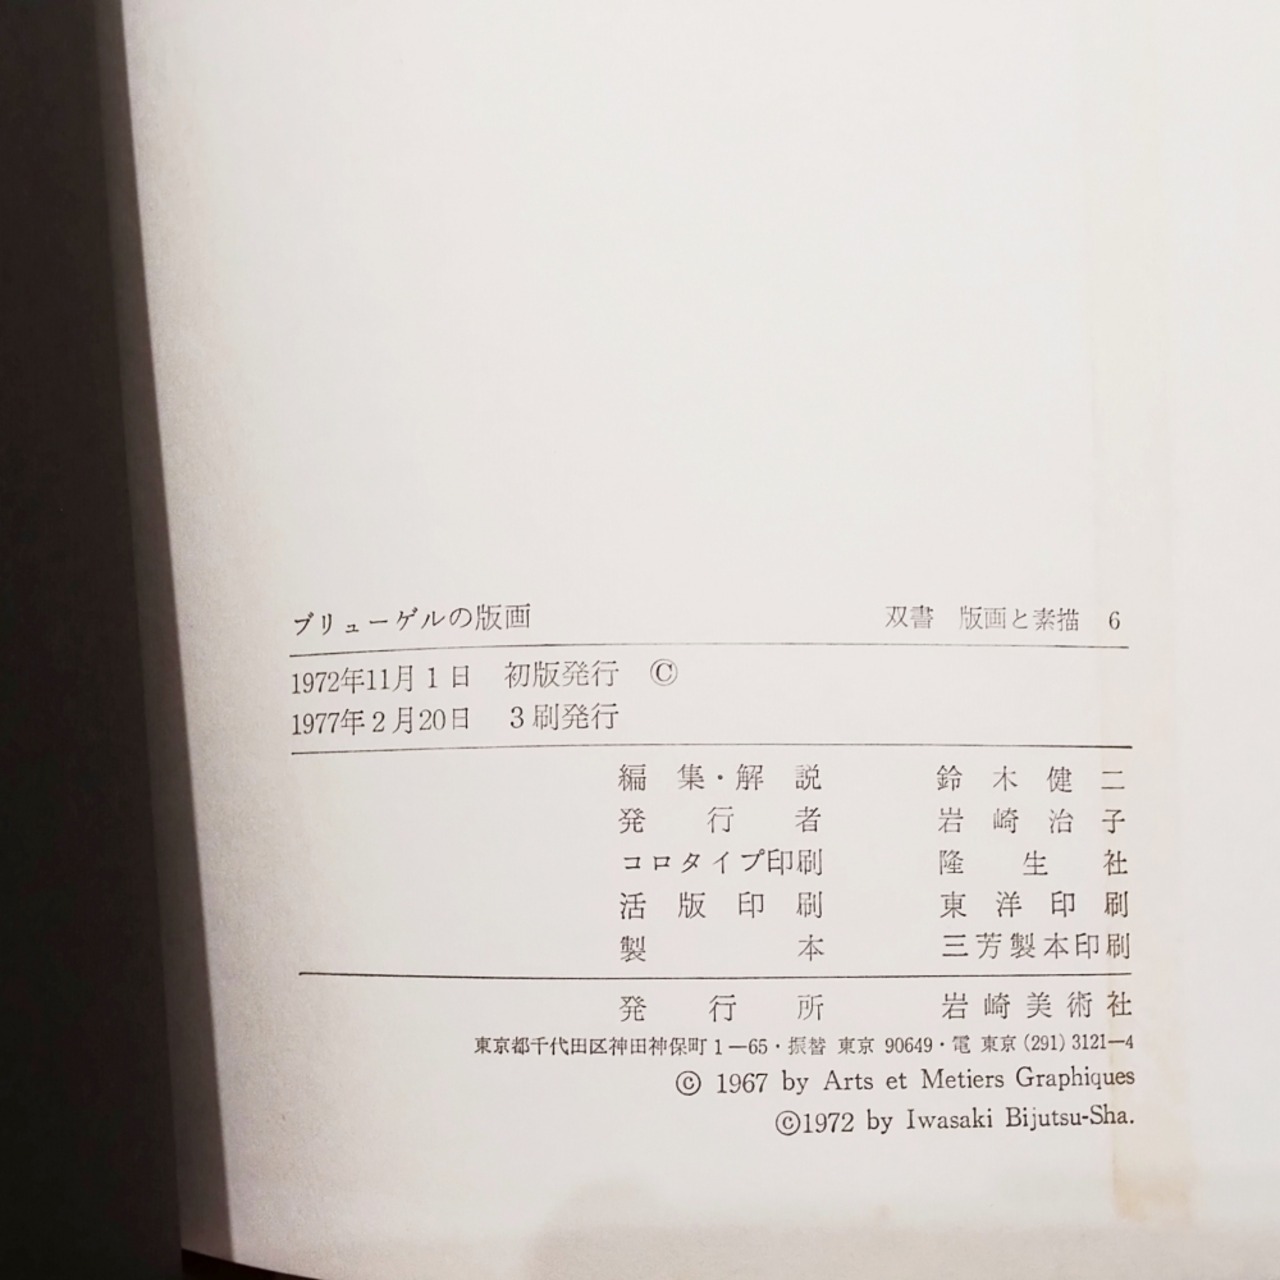 ブリューゲルの版画　双書　版画と素描　6
1972年11月1日　初版発行　©
1977年2月20日　3刷発行
編集・解説　鈴木健二
発行者　岩崎治子
コロタイプ印刷　隆生社
活版印刷　東洋印刷
製本　三芳製本印刷
発行所　岩崎美術社
東京都千代田区神田神保町1―65・振替 東京 90649・電 東京(291)3121―4
© 1967 by Arts et Metiers Graphiques
©1972 by Iwasaki Bijutsu-Sha.